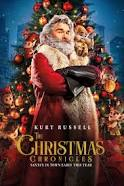 KURT RUSSELL
THE
CHRISTMAS
CHRONICLES
SANTA'S IN TOWN EARLY THIS YEAR